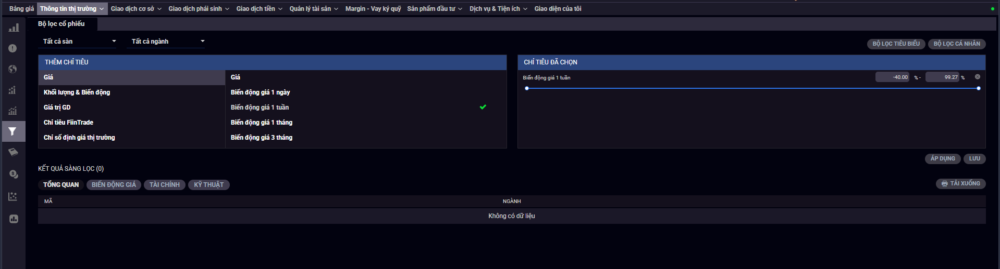 Bảng giá Thông tin thị trường Giao dịch cơ sở Giao dịch phái sinh Giao dịch tiền Quản lý tài sản Margin - Vay ký quỹ Sản phẩm đầu tư Dịch vụ & Tiện ích Giao diện của tôi
Bộ lọc cổ phiếu
Tất cả sàn Tất cả ngành
BỘ LỌC TIÊU BIỂU BỘ LỌC CÁ NHÂN
THÊM CHỈ TIÊU CHỈ TIÊU ĐÃ CHỌN
Giá Giá Biến động giá 1 tuần -40.00 % - 99.27 %
Khối lượng & Biến động Biến động giá 1 ngày
Giá trị GD Biến động giá 1 tuần
Chỉ tiêu FiinTrade Biến động giá 1 tháng
Chỉ số định giá thị trường Biến động giá 3 tháng
ÁP DỤNG LƯU
KẾT QUẢ SÀNG LỌC (0)
TỔNG QUAN BIẾN ĐỘNG GIÁ TÀI CHÍNH KỸ THUẬT TẢI XUỐNG
MÃ NGÀNH
Không có dữ liệu